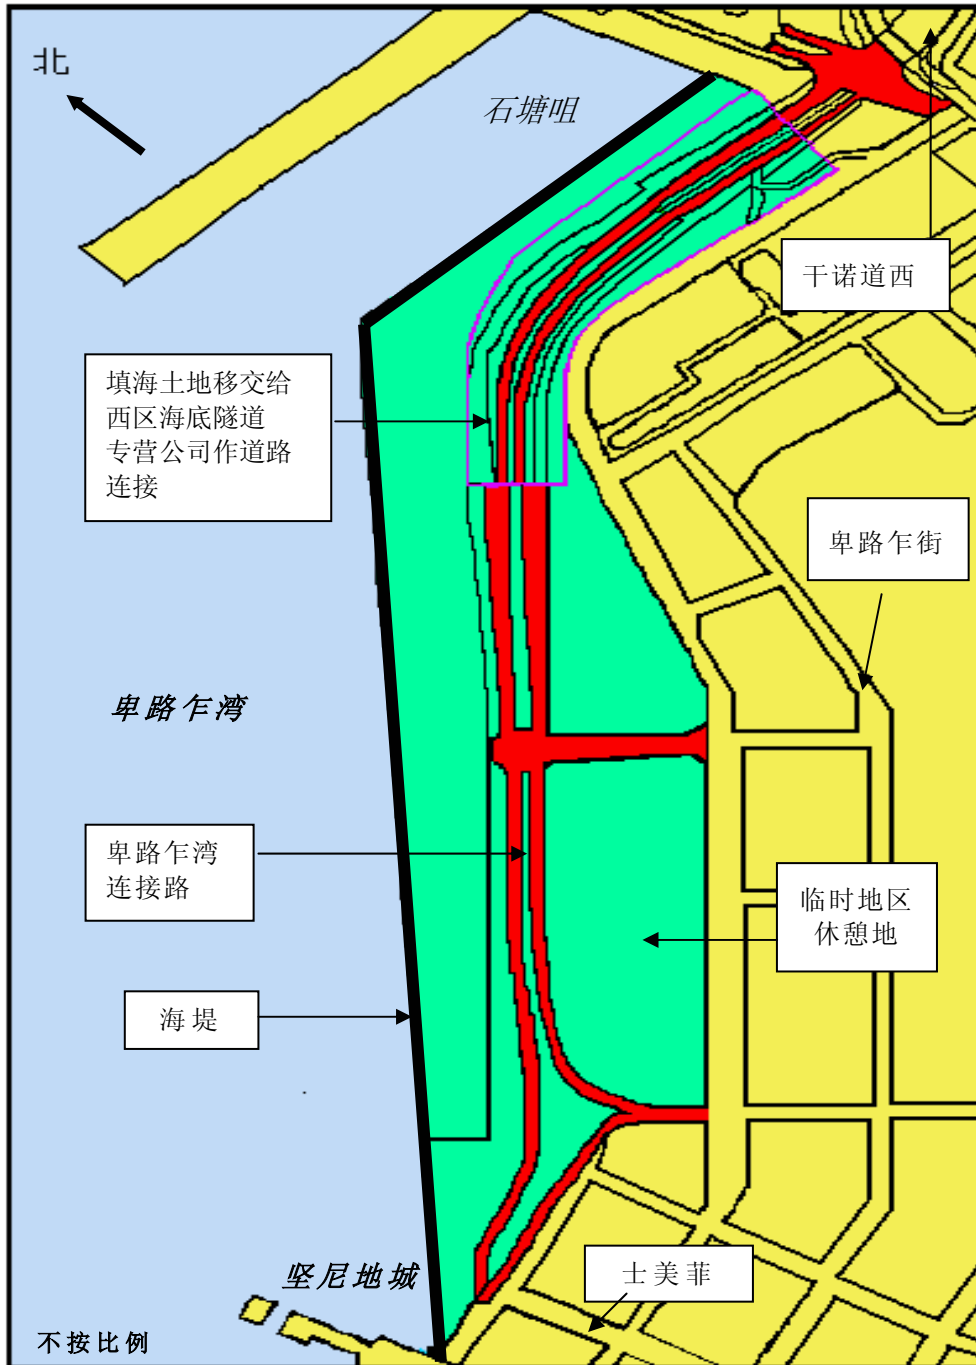 北
石塘咀
干诺道西
填海土地移交给
西区海底隧道
专营公司作道路
连接
卑路乍街
卑路乍湾
卑路乍湾
连接路
临时地区
休憩地
海堤
坚尼地城
士美菲
不按比例